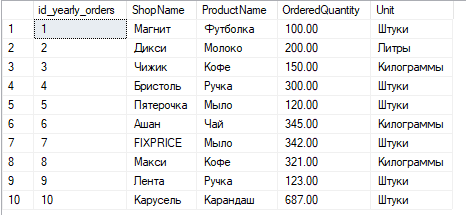 id_yearly_orders ShopName ProductName OrderedQuantity Unit
1 1 Магнит Футболка 100.00 Штуки
2 2 Дикси Молоко 200.00 Литры
3 3 Чижик Кофе 150.00 Килограммы
4 4 Бристоль Ручка 300.00 Штуки
5 5 Пятерочка Мыло 120.00 Штуки
6 6 Ашан Чай 345.00 Килограммы
7 7 FIXPRICE Мыло 342.00 Штуки
8 8 Макси Кофе 321.00 Килограммы
9 9 Лента Ручка 123.00 Штуки
10 10 Карусель Карандаш 687.00 Штуки